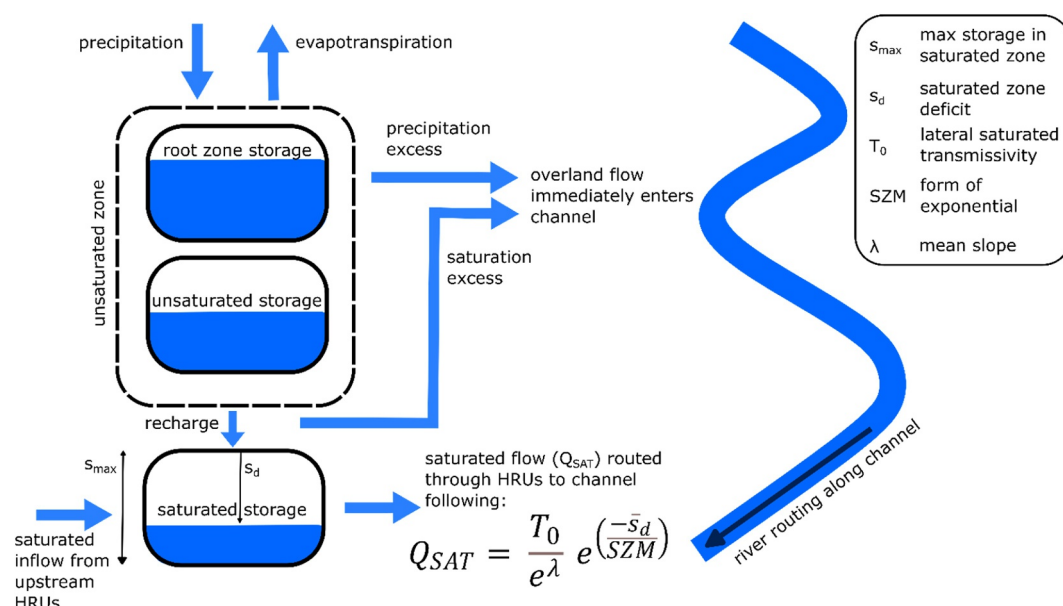 precipitation
evapotranspiration
unsaturated zone
root zone storage
unsaturated storage
precipitation
excess
overland flow
immediately enters
channel
saturation
excess
recharge
s_max
s_d
saturated storage
saturated
inflow from
upstream
HRUs
saturated flow (Q_SAT) routed
through HRUs to channel
following:
Q_SAT = T_0/e^λ e^(-s̄_d/SZM)
river routing along channel
s_max max storage in
saturated zone
s_d saturated zone
deficit
T_0 lateral saturated
transmissivity
SZM form of
exponential
λ mean slope